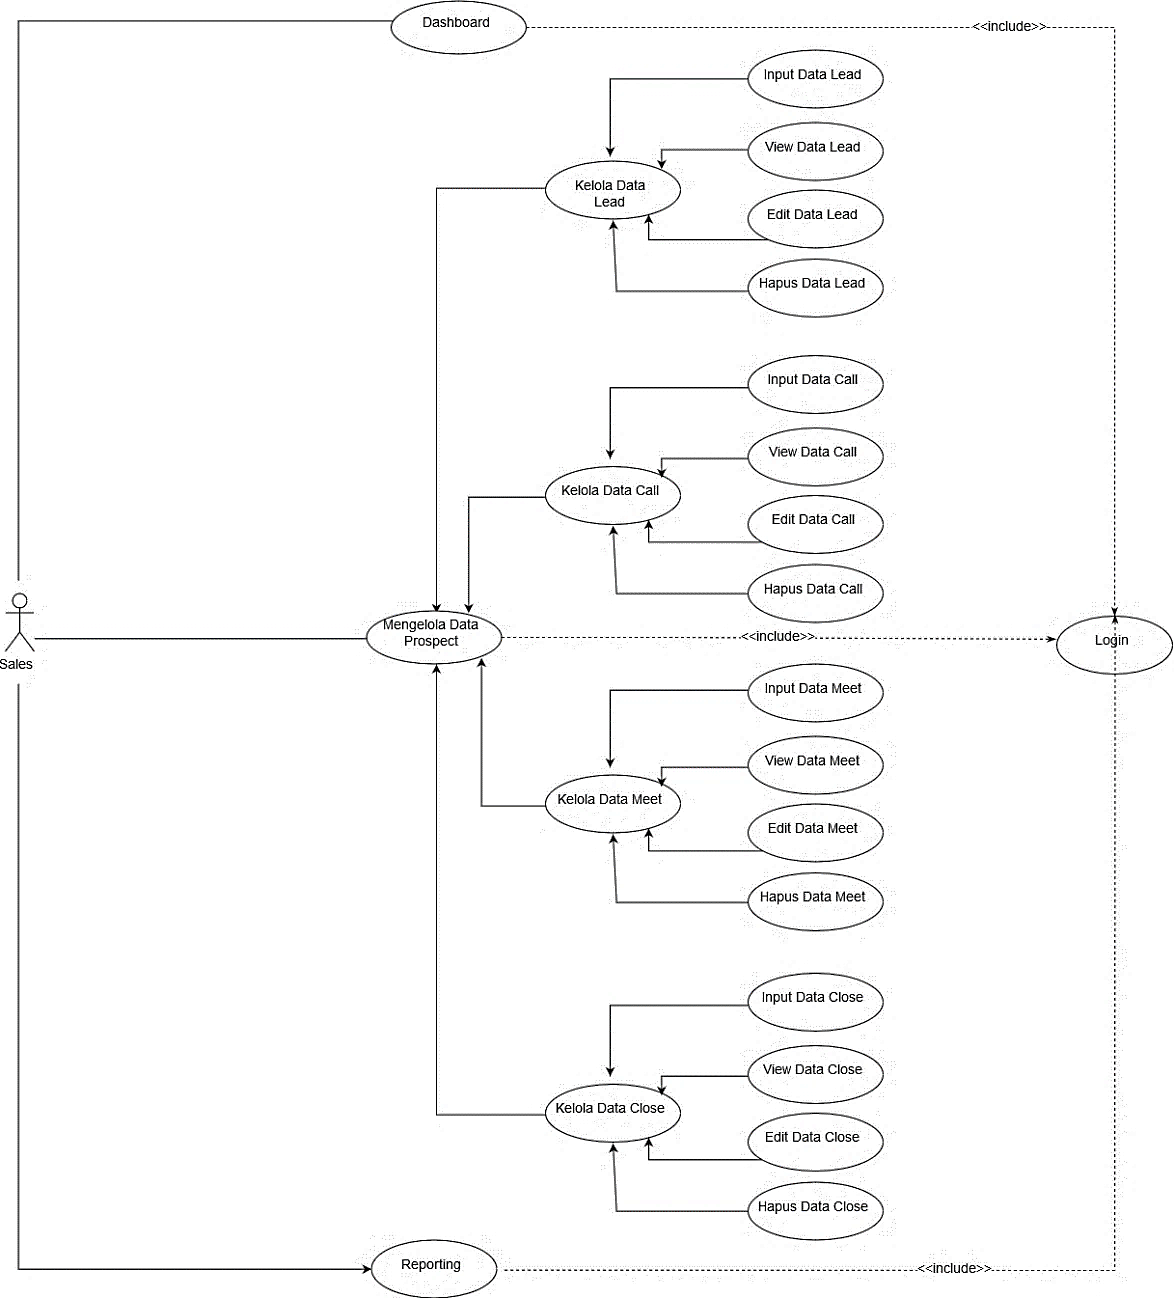 Dashboard
<<include>>
Input Data Lead
View Data Lead
Kelola Data
Lead
Edit Data Lead
Hapus Data Lead
Input Data Call
View Data Call
Kelola Data Call
Edit Data Call
Hapus Data Call
Sales
Mengelola Data
Prospect
<<include>>
Login
Input Data Meet
View Data Meet
Kelola Data Meet
Edit Data Meet
Hapus Data Meet
Input Data Close
View Data Close
Kelola Data Close
Edit Data Close
Hapus Data Close
Reporting
<<include>>